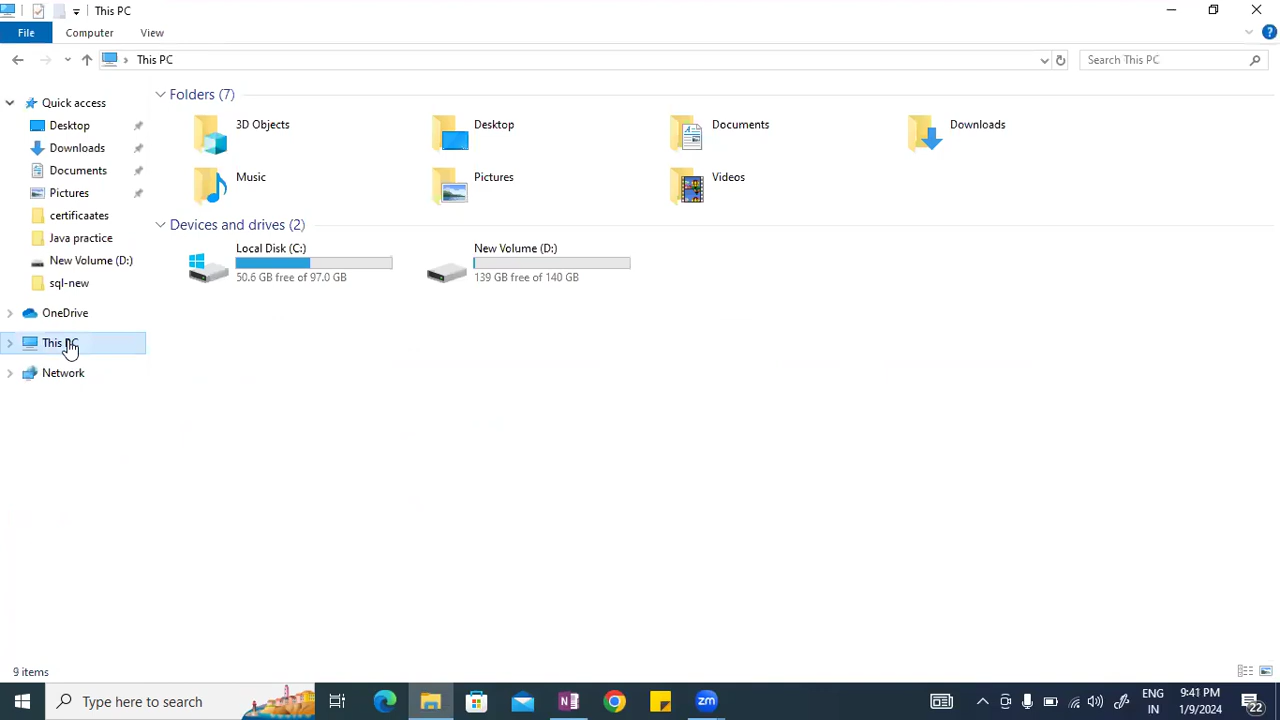 This PC
File Computer View
This PC
Search This PC
Quick access
Desktop
Downloads
Documents
Pictures
certificaates
Java practice
New Volume (D:)
sql-new
OneDrive
This PC
Network
Folders (7)
3D Objects
Desktop
Documents
Downloads
Music
Pictures
Videos
Devices and drives (2)
Local Disk (C:)
50.6 GB free of 97.0 GB
New Volume (D:)
139 GB free of 140 GB
9 items
Type here to search
N
zm
ENG
IN
9:41 PM
1/9/2024
22